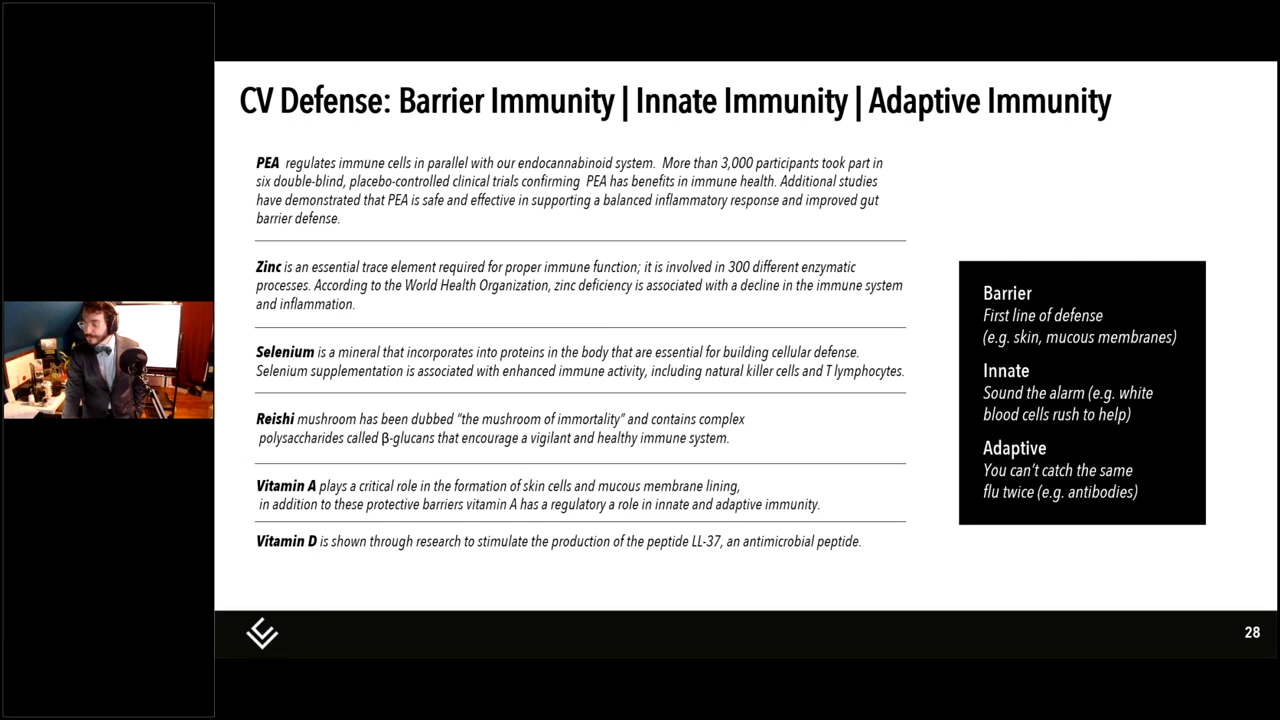 CV Defense: Barrier Immunity | Innate Immunity | Adaptive Immunity
PEA regulates immune cells in parallel with our endocannabinoid system. More than 3,000 participants took part in
six double-blind, placebo-controlled clinical trials confirming PEA has benefits in immune health. Additional studies
have demonstrated that PEA is safe and effective in supporting a balanced inflammatory response and improved gut
barrier defense.
Zinc is an essential trace element required for proper immune function; it is involved in 300 different enzymatic
processes. According to the World Health Organization, zinc deficiency is associated with a decline in the immune system
and inflammation.
Selenium is a mineral that incorporates into proteins in the body that are essential for building cellular defense.
Selenium supplementation is associated with enhanced immune activity, including natural killer cells and T lymphocytes.
Reishi mushroom has been dubbed "the mushroom of immortality" and contains complex
polysaccharides called β-glucans that encourage a vigilant and healthy immune system.
Vitamin A plays a critical role in the formation of skin cells and mucous membrane lining,
in addition to these protective barriers vitamin A has a regulatory a role in innate and adaptive immunity.
Vitamin D is shown through research to stimulate the production of the peptide LL-37, an antimicrobial peptide.
Barrier
First line of defense
(e.g. skin, mucous membranes)
Innate
Sound the alarm (e.g. white
blood cells rush to help)
Adaptive
You can't catch the same
flu twice (e.g. antibodies)
28